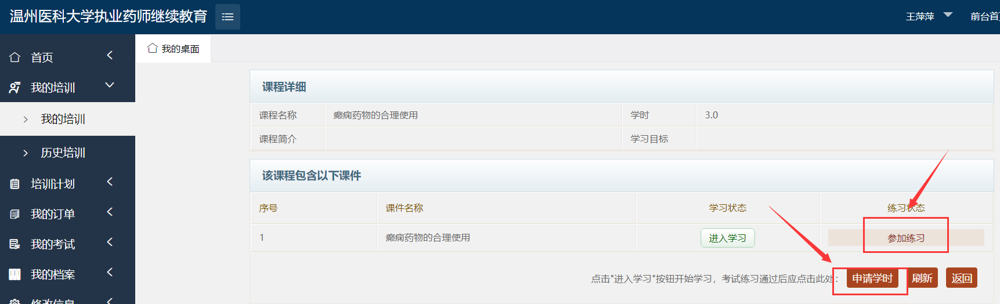 温州医科大学执业药师继续教育
王萍萍
前台首
首页
我的桌面
我的培训
我的培训
历史培训
培训计划
我的订单
我的考试
我的档案
修改信息
课程详细
课程名称 癫痫药物的合理使用 学时 3.0
课程简介 学习目标
该课程包含以下课件
序号 课件名称 学习状态 练习状态
1 癫痫药物的合理使用 进入学习 参加练习
点击"进入学习"按钮开始学习，考试练习通过后应点击此处： 申请学时 刷新 返回